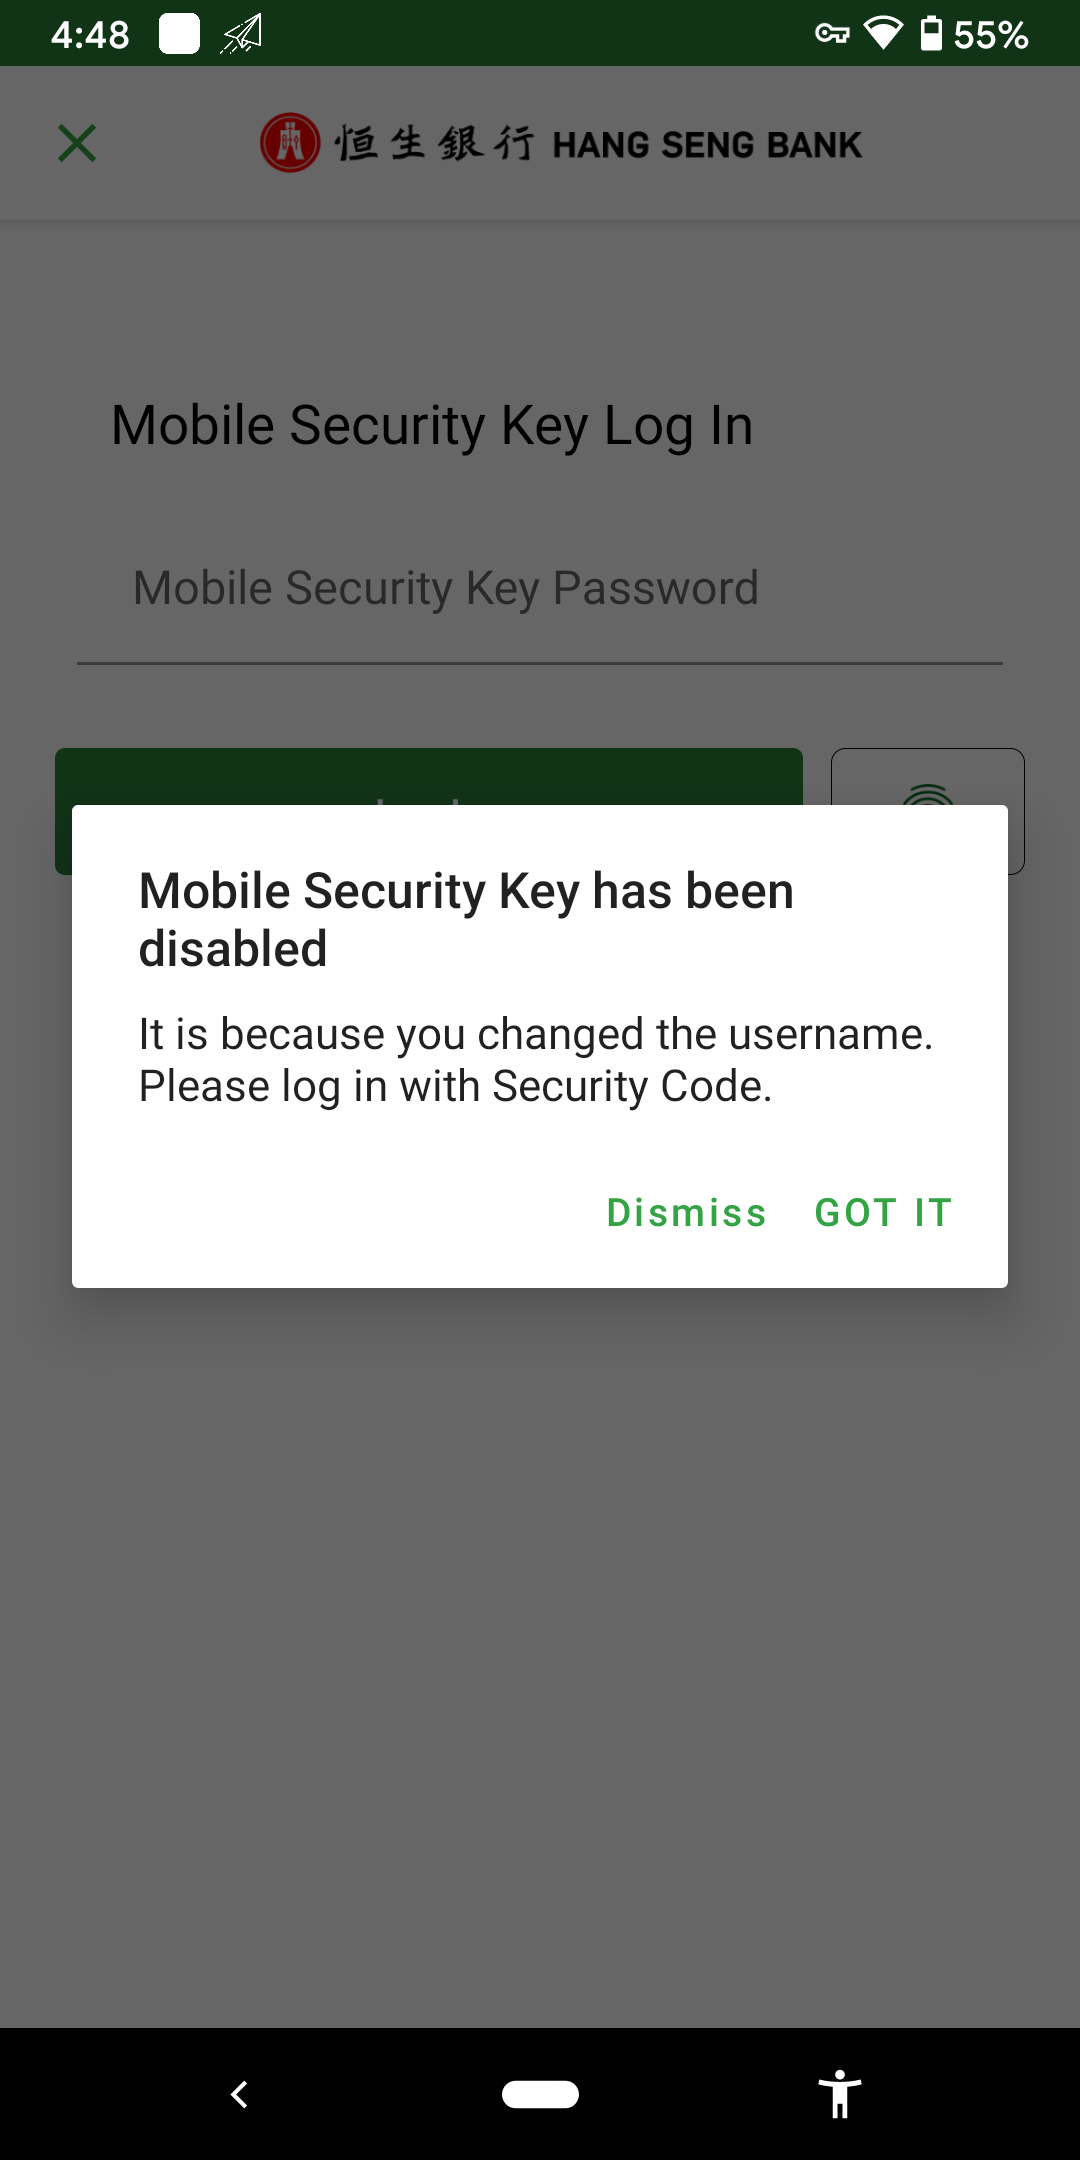 4:48
55%
恒生銀行 HANG SENG BANK
Mobile Security Key Log In
Mobile Security Key Password
Mobile Security Key has been
disabled
It is because you changed the username.
Please log in with Security Code.
Dismiss GOT IT